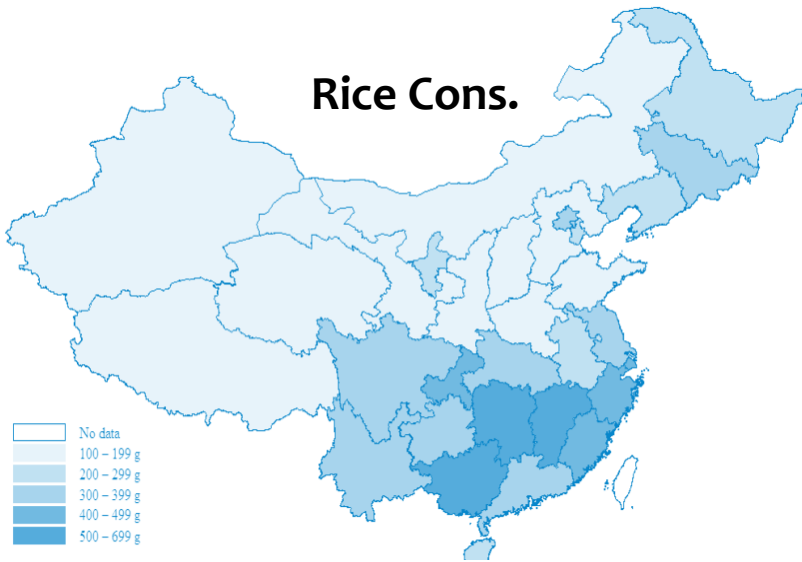 Rice Cons.
No data
100 – 199 g
200 – 299 g
300 – 399 g
400 – 499 g
500 – 699 g